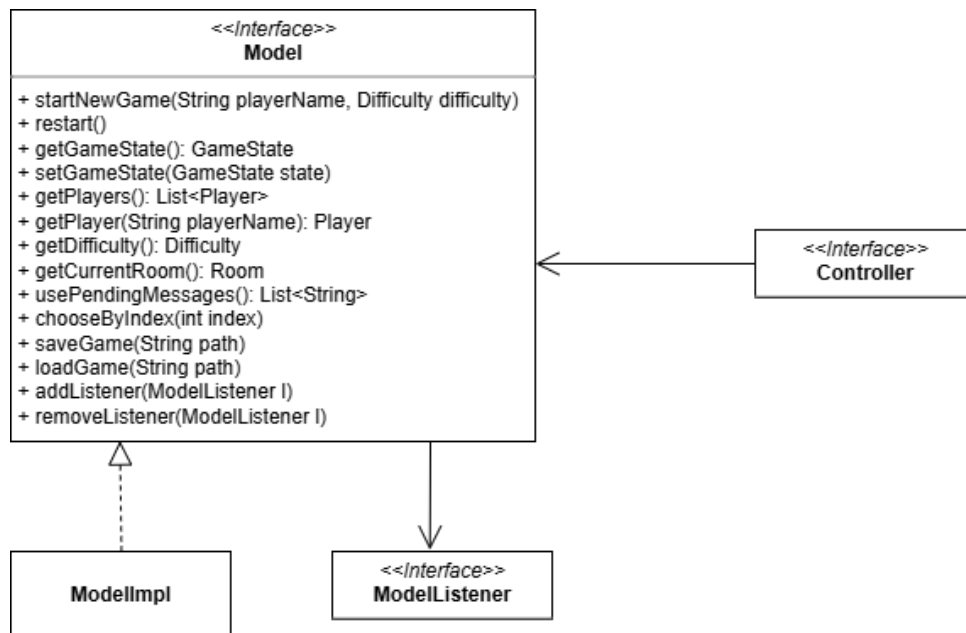 <<Interface>>
Model
+ startNewGame(String playerName, Difficulty difficulty)
+ restart()
+ getGameState(): GameState
+ setGameState(GameState state)
+ getPlayers(): List<Player>
+ getPlayer(String playerName): Player
+ getDifficulty(): Difficulty
+ getCurrentRoom(): Room
+ usePendingMessages(): List<String>
+ chooseByIndex(int index)
+ saveGame(String path)
+ loadGame(String path)
+ addListener(ModelListener l)
+ removeListener(ModelListener l)
<<Interface>>
Controller
ModelImpl
<<Interface>>
ModelListener